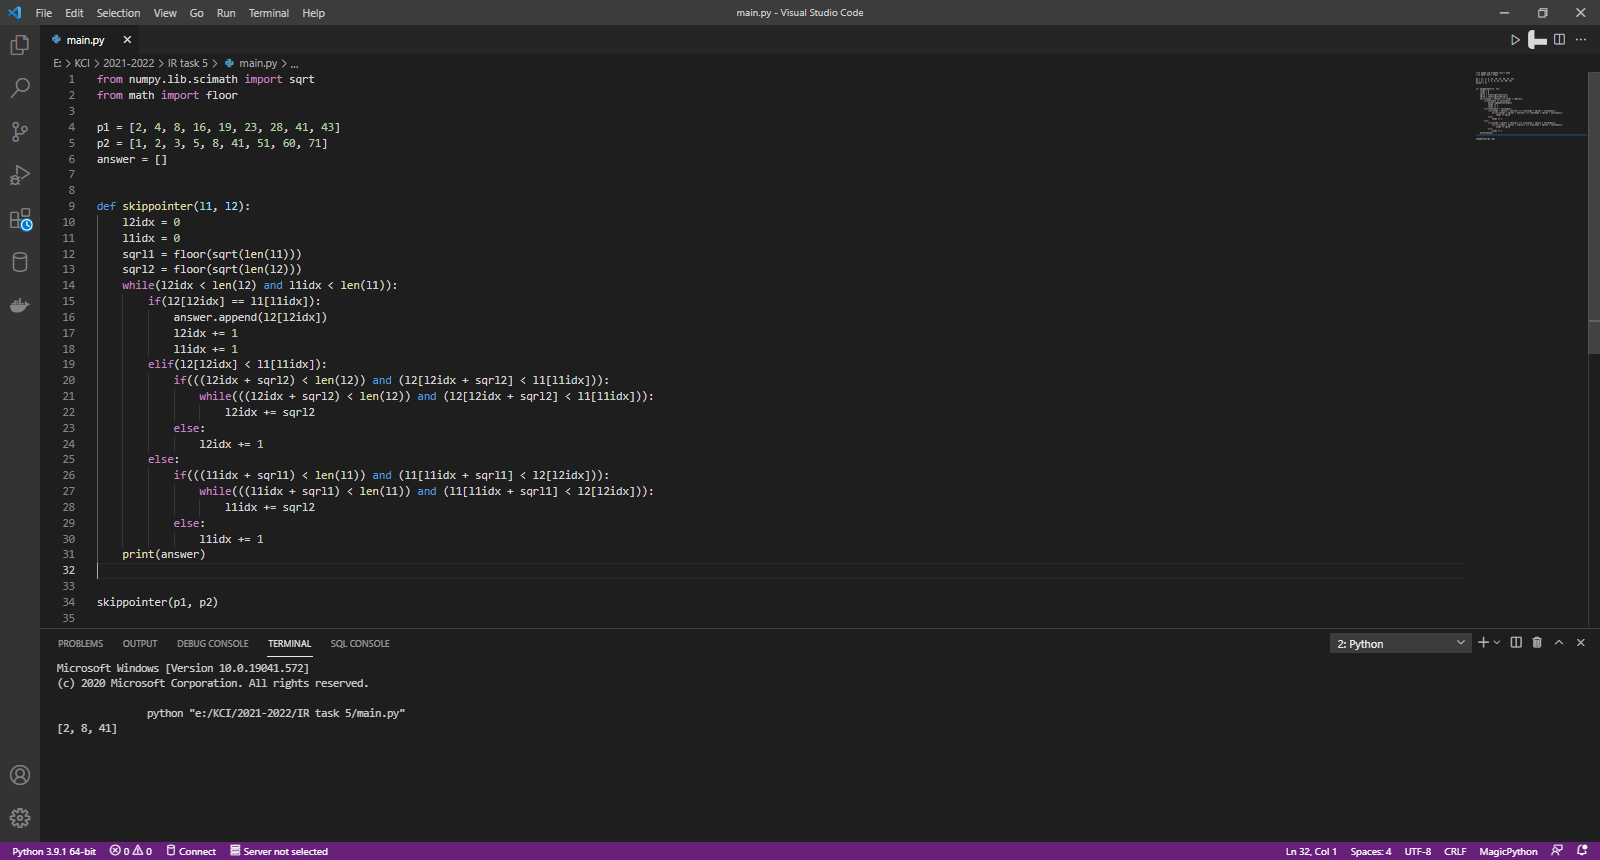 File Edit Selection View Go Run Terminal Help main.py - Visual Studio Code
main.py
E: > KCI > 2021-2022 > IR task 5 > main.py > ...
1 from numpy.lib.scimath import sqrt
2 from math import floor
3
4 p1 = [2, 4, 8, 16, 19, 23, 28, 41, 43]
5 p2 = [1, 2, 3, 5, 8, 41, 51, 60, 71]
6 answer = []
7
8
9 def skippointer(l1, l2):
10     l2idx = 0
11     l1idx = 0
12     sqrl1 = floor(sqrt(len(l1)))
13     sqrl2 = floor(sqrt(len(l2)))
14     while(l2idx < len(l2) and l1idx < len(l1)):
15         if(l2[l2idx] == l1[l1idx]):
16             answer.append(l2[l2idx])
17             l2idx += 1
18             l1idx += 1
19         elif(l2[l2idx] < l1[l1idx]):
20             if(((l2idx + sqrl2) < len(l2)) and (l2[l2idx + sqrl2] < l1[l1idx])):
21                 while(((l2idx + sqrl2) < len(l2)) and (l2[l2idx + sqrl2] < l1[l1idx])):
22                     l2idx += sqrl2
23             else:
24                 l2idx += 1
25         else:
26             if(((l1idx + sqrl1) < len(l1)) and (l1[l1idx + sqrl1] < l2[l2idx])):
27                 while(((l1idx + sqrl1) < len(l1)) and (l1[l1idx + sqrl1] < l2[l2idx])):
28                     l1idx += sqrl2
29             else:
30                 l1idx += 1
31     print(answer)
32
33
34 skippointer(p1, p2)
35
PROBLEMS OUTPUT DEBUG CONSOLE TERMINAL SQL CONSOLE 2: Python
Microsoft Windows [Version 10.0.19041.572]
(c) 2020 Microsoft Corporation. All rights reserved.
python "e:/KCI/2021-2022/IR task 5/main.py"
[2, 8, 41]
Python 3.9.1 64-bit 0 0 Connect Server not selected Ln 32, Col 1 Spaces: 4 UTF-8 CRLF MagicPython